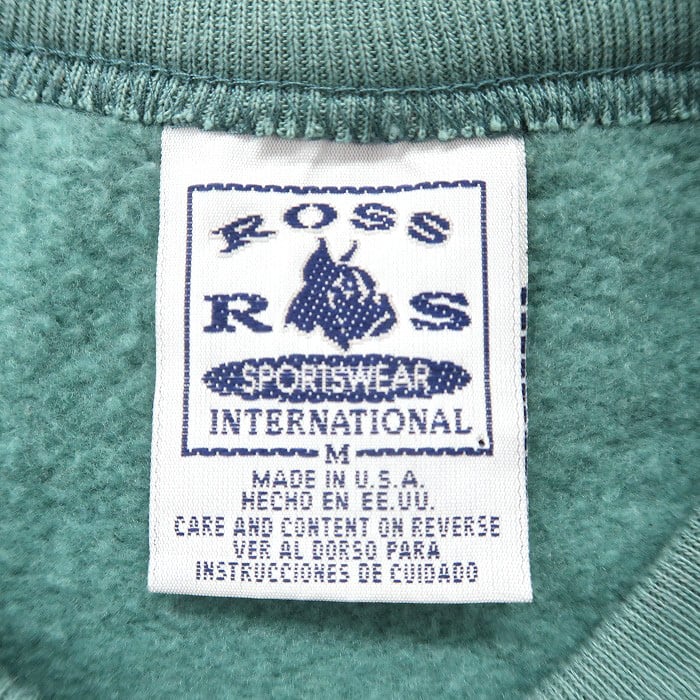 ROSS
R S
SPORTSWEAR
INTERNATIONAL
M
MADE IN U.S.A.
HECHO EN EE.UU.
CARE AND CONTENT ON REVERSE
VER AL DORSO PARA
INSTRUCCIONES DE CUIDADO